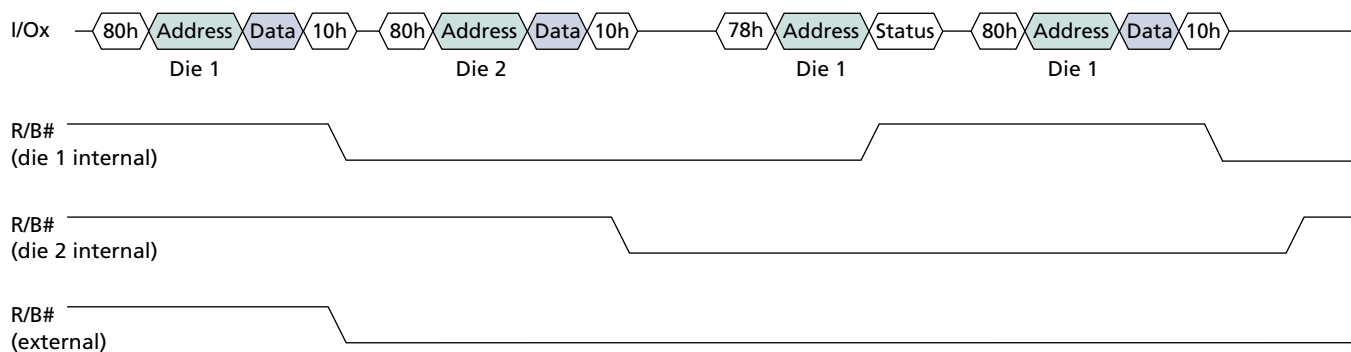 I/Ox 80h Address Data 10h 80h Address Data 10h 78h Address Status 80h Address Data 10h
Die 1 Die 2 Die 1 Die 1
R/B#
(die 1 internal)
R/B#
(die 2 internal)
R/B#
(external)